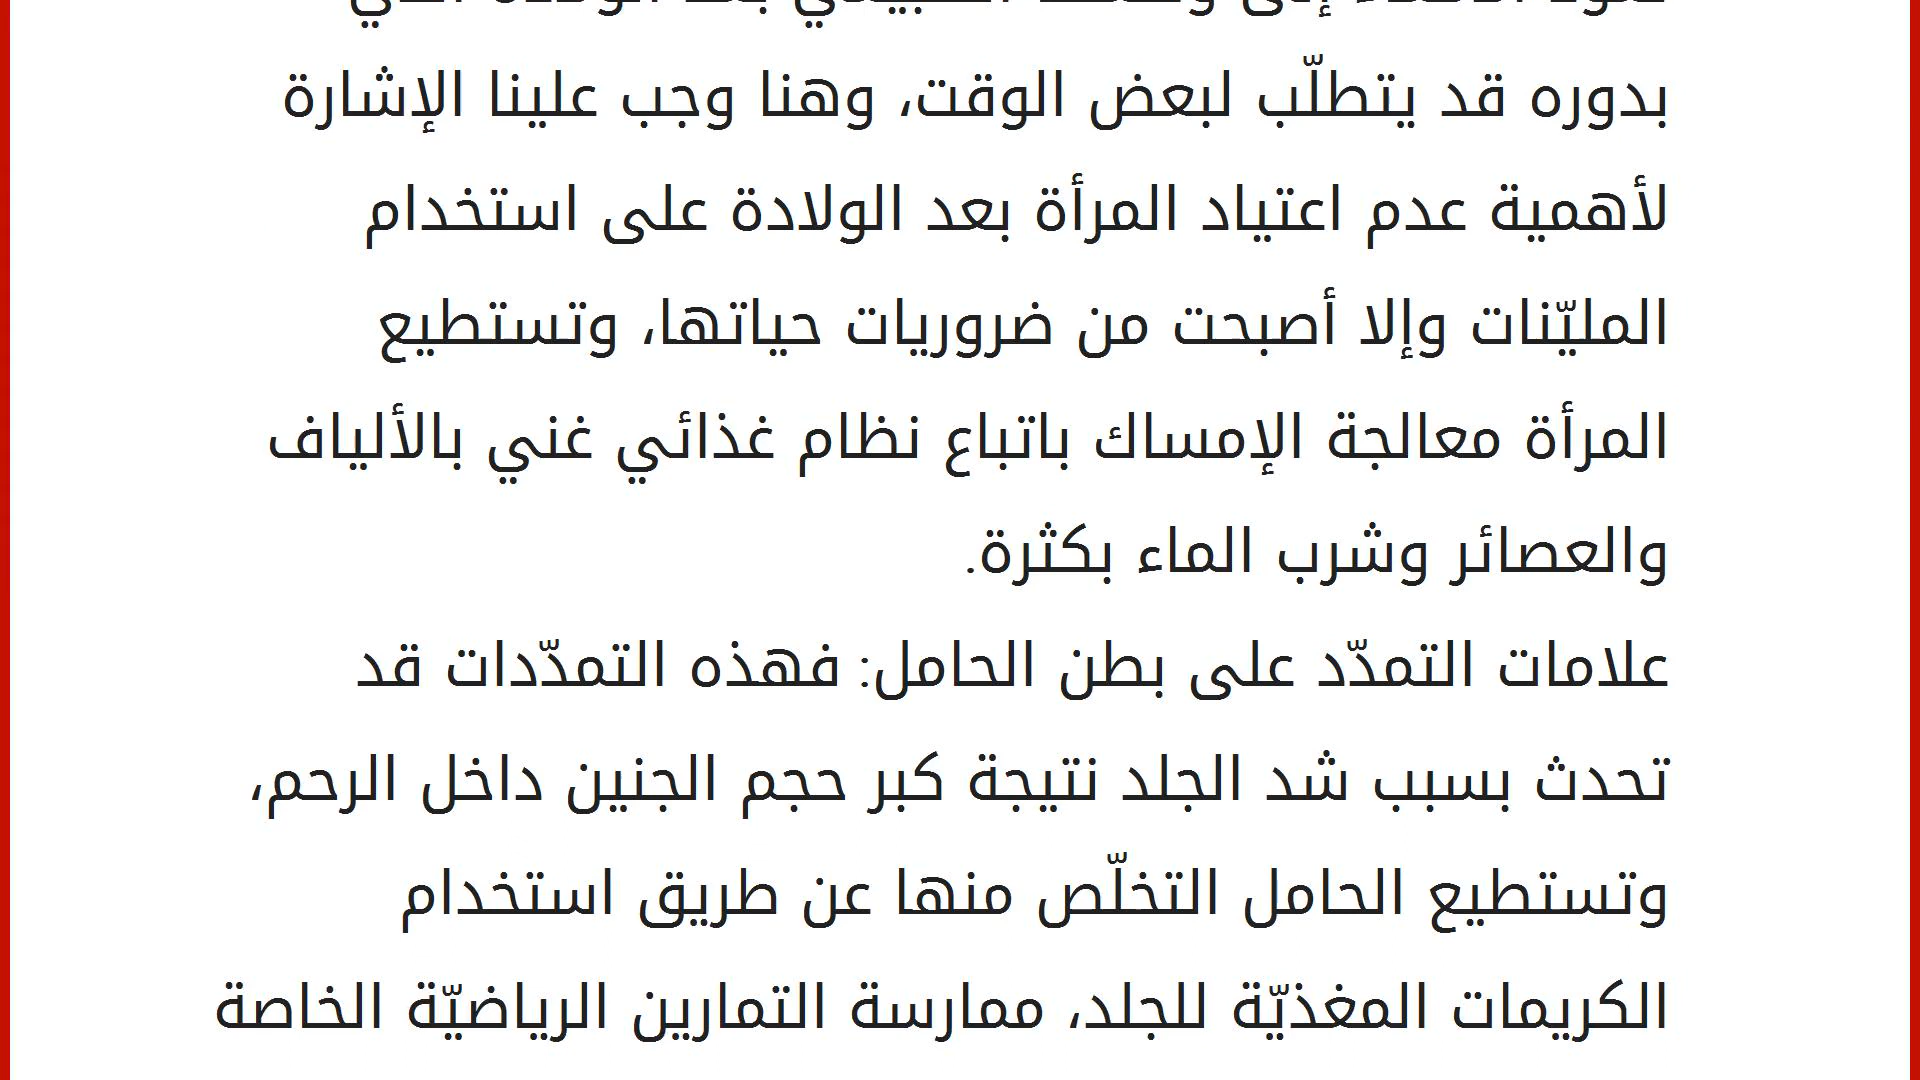 بدوره قد يتطلّب لبعض الوقت، وهنا وجب علينا الإشارة
لأهمية عدم اعتياد المرأة بعد الولادة على استخدام
المليّنات وإلا أصبحت من ضروريات حياتها، وتستطيع
المرأة معالجة الإمساك باتباع نظام غذائي غني بالألياف
والعصائر وشرب الماء بكثرة.
علامات التمدّد على بطن الحامل: فهذه التمدّدات قد
تحدث بسبب شد الجلد نتيجة كبر حجم الجنين داخل الرحم،
وتستطيع الحامل التخلّص منها عن طريق استخدام
الكريمات المغذيّة للجلد، ممارسة التمارين الرياضيّة الخاصة